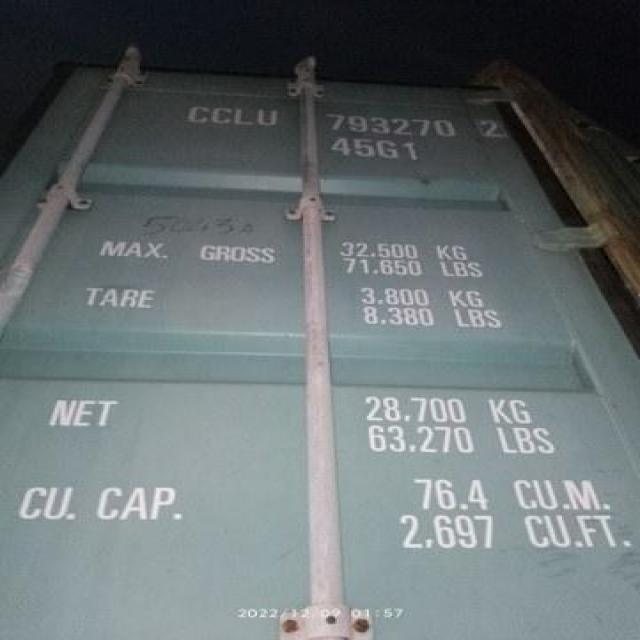 CCLU 793270 2
45G1
MAX. GROSS 32.500 KG
71.650 LBS
TARE 3.800 KG
8.380 LBS
NET 28.700 KG
63.270 LBS
CU. CAP. 76.4 CU.M.
2.697 CU.FT.
2022/12/09 01:57